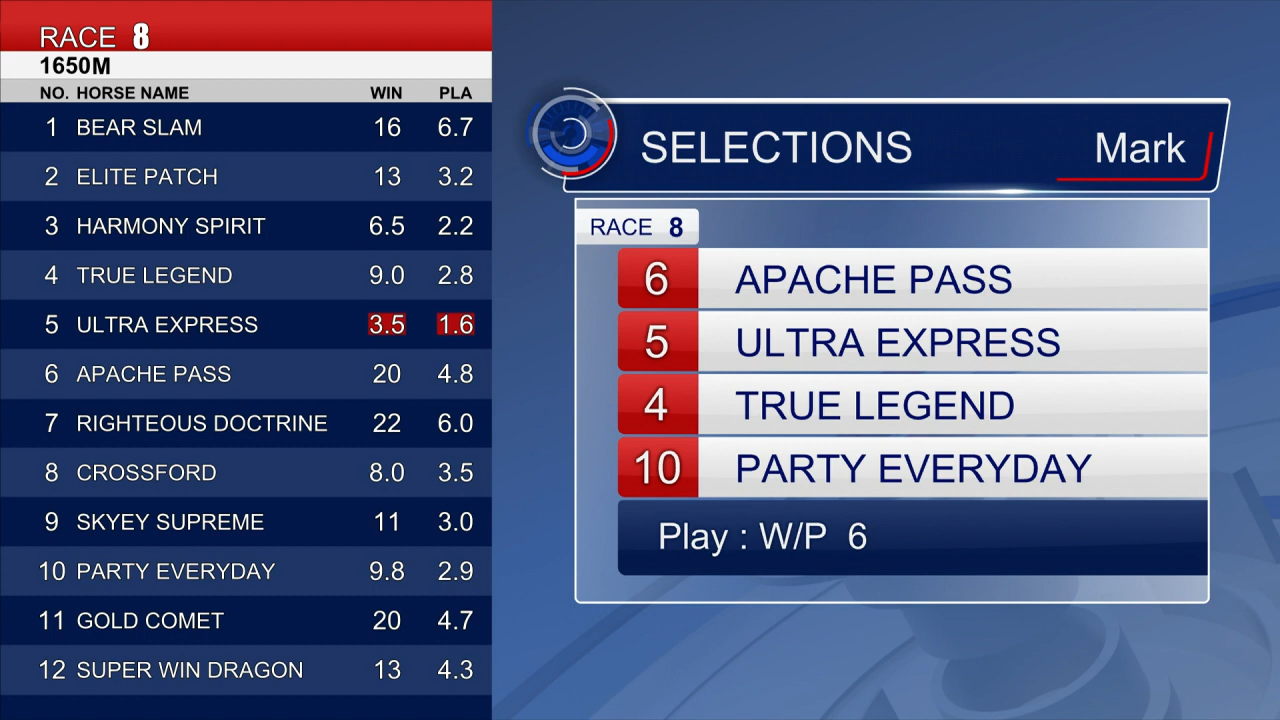 RACE 8
1650M
NO. HORSE NAME WIN PLA
1 BEAR SLAM 16 6.7
2 ELITE PATCH 13 3.2
3 HARMONY SPIRIT 6.5 2.2
4 TRUE LEGEND 9.0 2.8
5 ULTRA EXPRESS 3.5 1.6
6 APACHE PASS 20 4.8
7 RIGHTEOUS DOCTRINE 22 6.0
8 CROSSFORD 8.0 3.5
9 SKYEY SUPREME 11 3.0
10 PARTY EVERYDAY 9.8 2.9
11 GOLD COMET 20 4.7
12 SUPER WIN DRAGON 13 4.3
SELECTIONS Mark
RACE 8
6 APACHE PASS
5 ULTRA EXPRESS
4 TRUE LEGEND
10 PARTY EVERYDAY
Play : W/P 6